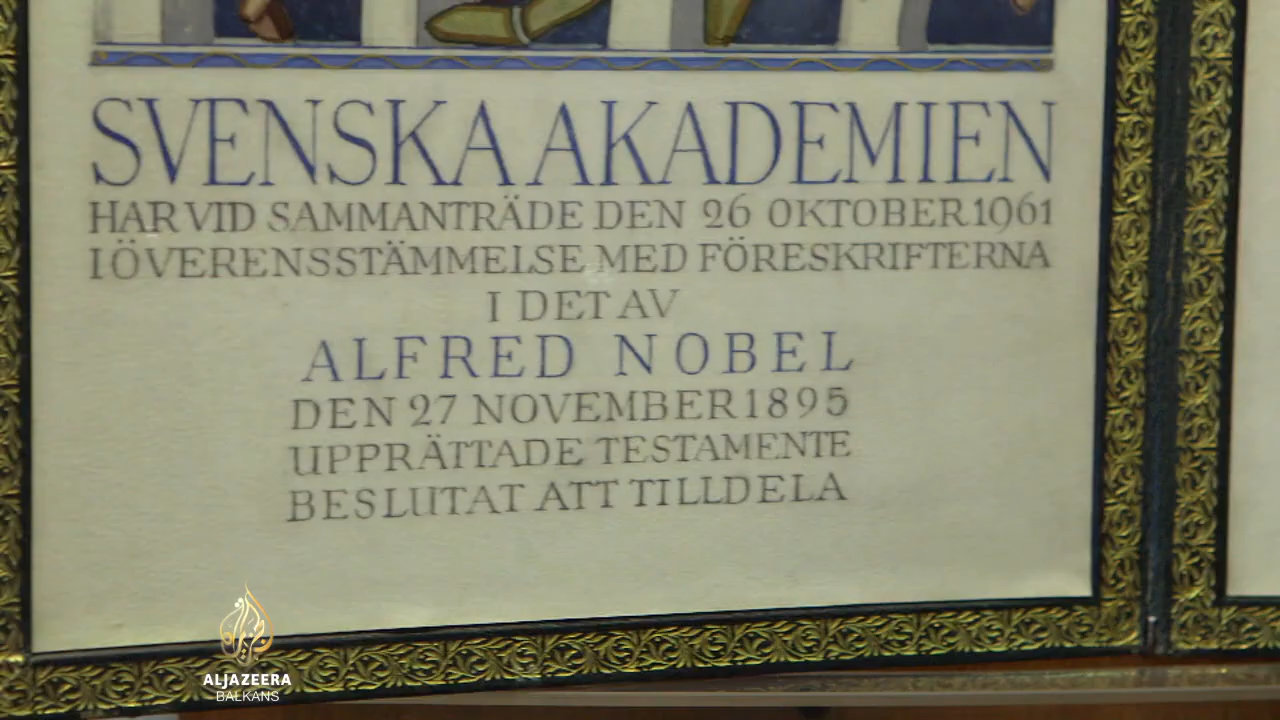 SVENSKA AKADEMIEN
HAR VID SAMMANTRÄDE DEN 26 OKTOBER 1961
I ÖVERENSSTÄMMELSE MED FÖRESKRIFTERNA
I DET AV
ALFRED NOBEL
DEN 27 NOVEMBER 1895
UPPRÄTTADE TESTAMENTE
BESLUTAT ATT TILLDELA
ALJAZEERA
BALKANS